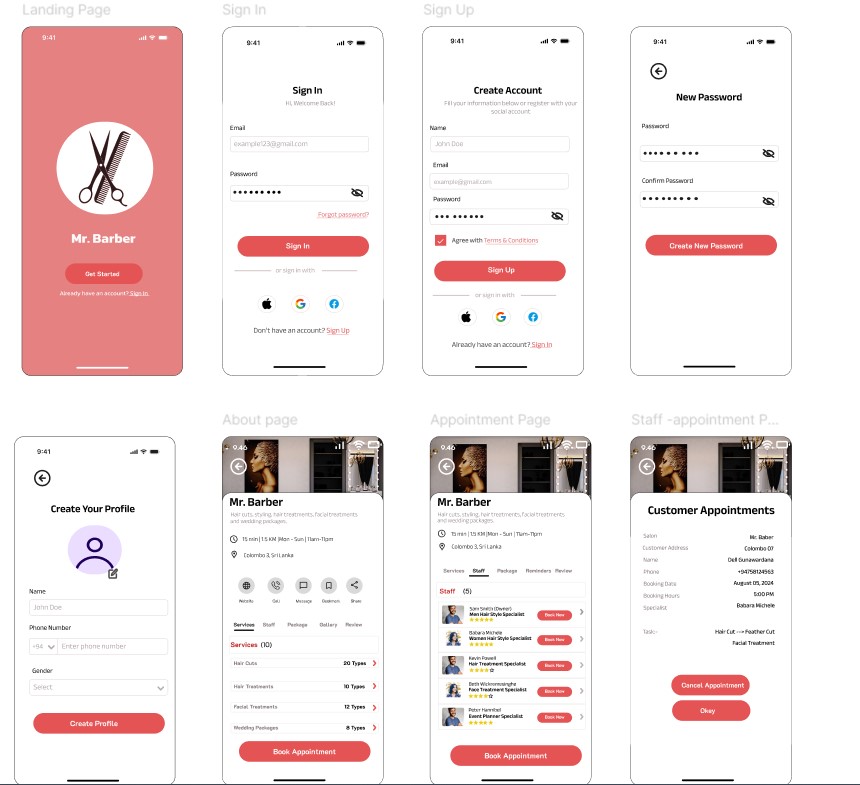 Landing Page
9:41
Mr. Barber
Get Started
Already have an account? Sign In.
Sign In
9:41
Sign In
Hi, Welcome Back!
Email
example123@gmail.com
Password
Forgot password?
Sign In
or sign in with
Don't have an account? Sign Up
Sign Up
9:41
Create Account
Fill your information below or register with your
social account
Name
John Doe
Email
example@gmail.com
Password
Agree with Terms & Conditions
Sign Up
or sign in with
Already have an account? Sign In
9:41
New Password
Password
Confirm Password
Create New Password
9:41
Create Your Profile
Name
John Doe
Phone Number
+94
Enter phone number
Gender
Select
Create Profile
About page
9:46
Mr. Barber
Hair cuts, styling, hair treatments, facial treatments
and wedding packages.
15 min | 1.5 KM |Mon - Sun | 11am-11pm
Colombo 3, Sri Lanka
Website Call Message Bookmark Share
Services Staff Package Gallery Review
Services (10)
Hair Cuts 20 Types
Hair Treatments 10 Types
Facial Treatments 12 Types
Wedding Packages 8 Types
Book Appointment
Appointment Page
9:46
Mr. Barber
Hair cuts, styling, hair treatments, facial treatments
and wedding packages.
15 min | 1.5 KM |Mon - Sun | 11am-11pm
Colombo 3, Sri Lanka
Services Staff Package Reminders Review
Staff (5)
Sam Smith (Owner)
Men Hair Style Specialist
Book Now
Babara Michele
Women Hair Style Specialist
Book Now
Kevin Powell
Hair Treatment Specialist
Book Now
Beth Wickramasinghe
Face Treatment Specialist
Book Now
Peter Hannibel
Event Planner Specialist
Book Now
Book Appointment
Staff -appointment P...
9:46
Customer Appointments
Salon Mr. Baber
Customer Address Colombo 07
Name Dell Gunawardana
Phone +94758124563
Booking Date August 05, 2024
Booking Hours 5:00 PM
Specialist Babara Michele
Task:- Hair Cut ---> Feather Cut
Facial Treatment
Cancel Appointment
Okey